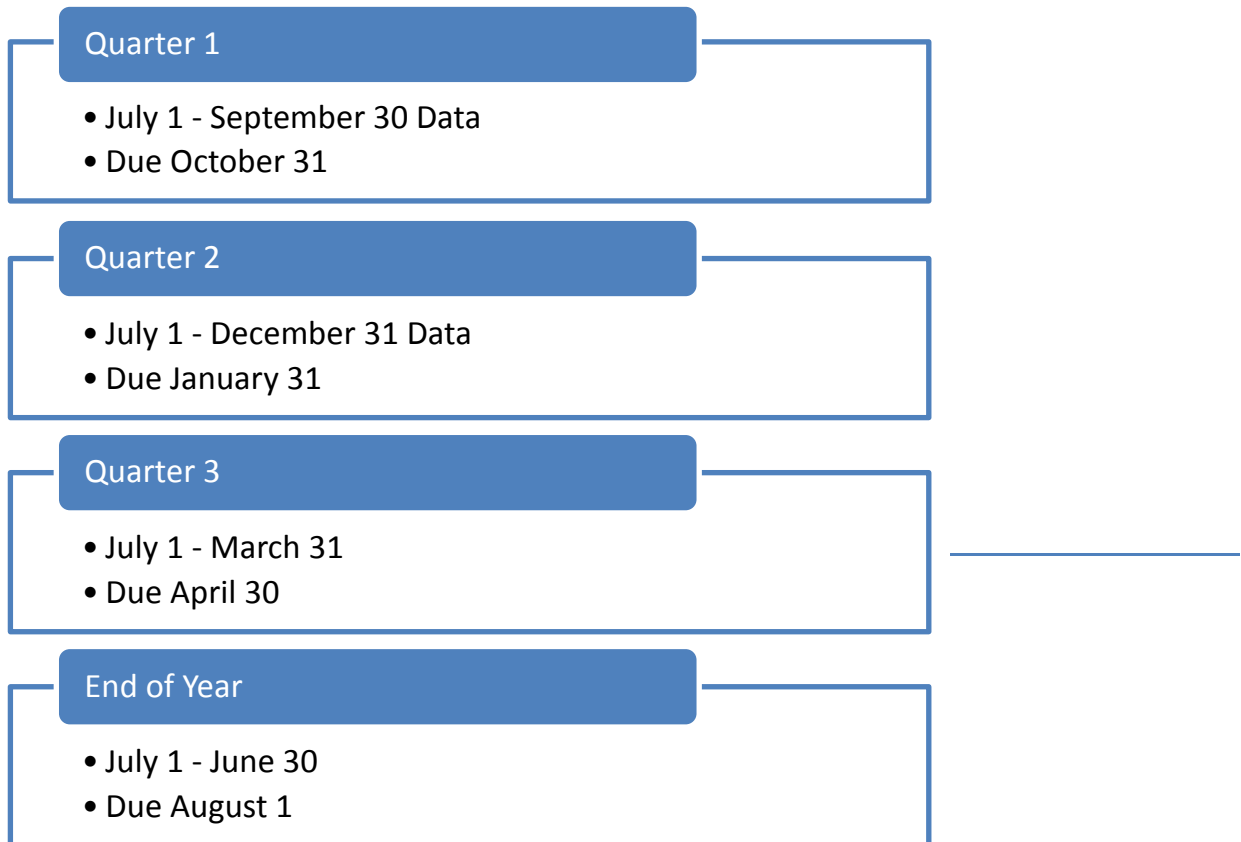 Quarter 1
• July 1 - September 30 Data
• Due October 31
Quarter 2
• July 1 - December 31 Data
• Due January 31
Quarter 3
• July 1 - March 31
• Due April 30
End of Year
• July 1 - June 30
• Due August 1